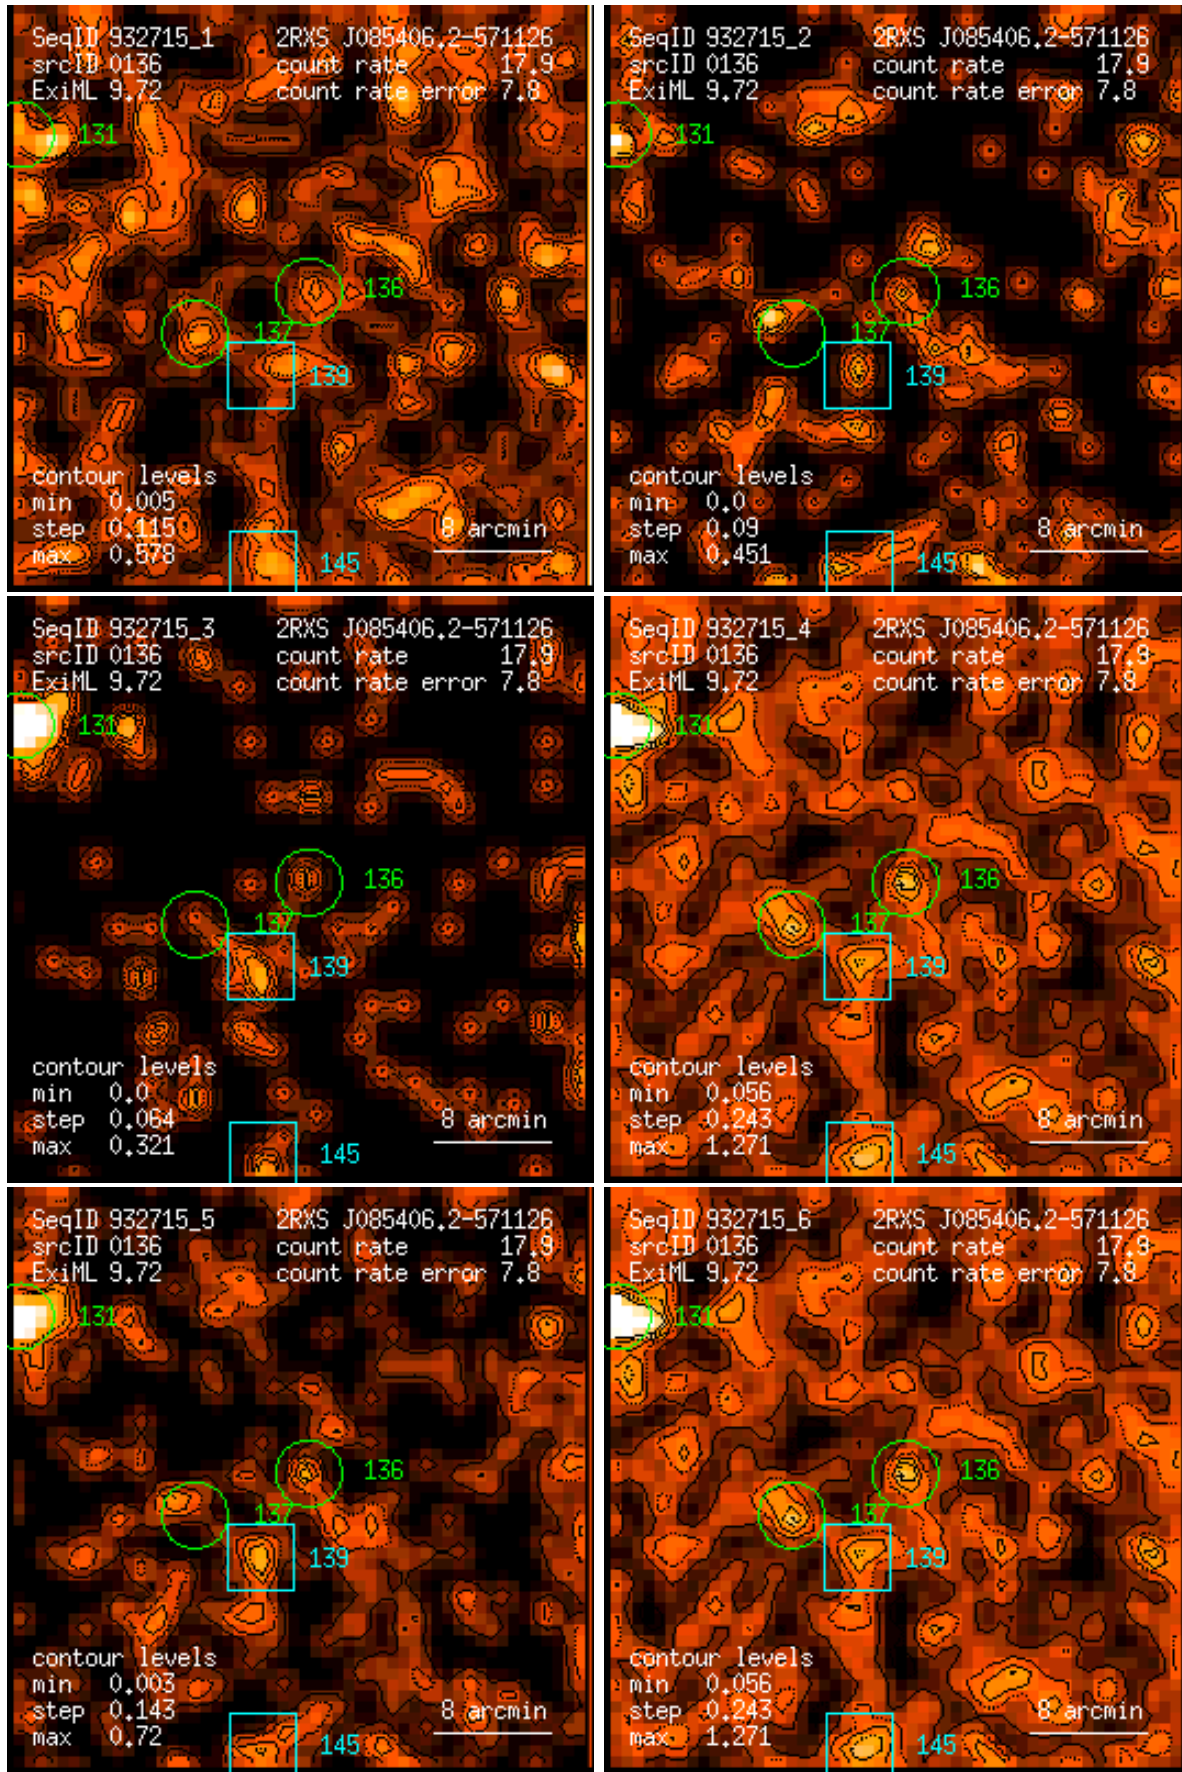 SeqID 932715_1 2RXS J085406.2-571126
srcID 0136 count rate 17.9
ExiML 9.72 count rate error 7.8
131
136
137
139
contour levels
min 0.005
step 0.115 8 arcmin
max 0.578 145
SeqID 932715_2 2RXS J085406.2-571126
srcID 0136 count rate 17.9
ExiML 9.72 count rate error 7.8
131
136
137
139
contour levels
min 0.0
step 0.09 8 arcmin
max 0.451 145
SeqID 932715_3 2RXS J085406.2-571126
srcID 0136 count rate 17.9
ExiML 9.72 count rate error 7.8
131
136
137
139
contour levels
min 0.0
step 0.064 8 arcmin
max 0.321 145
SeqID 932715_4 2RXS J085406.2-571126
srcID 0136 count rate 17.9
ExiML 9.72 count rate error 7.8
131
136
137
139
contour levels
min 0.056
step 0.243 8 arcmin
max 1.271 145
SeqID 932715_5 2RXS J085406.2-571126
srcID 0136 count rate 17.9
ExiML 9.72 count rate error 7.8
131
136
137
139
contour levels
min 0.003
step 0.143 8 arcmin
max 0.72 145
SeqID 932715_6 2RXS J085406.2-571126
srcID 0136 count rate 17.9
ExiML 9.72 count rate error 7.8
131
136
137
139
contour levels
min 0.056
step 0.243 8 arcmin
max 1.271 145